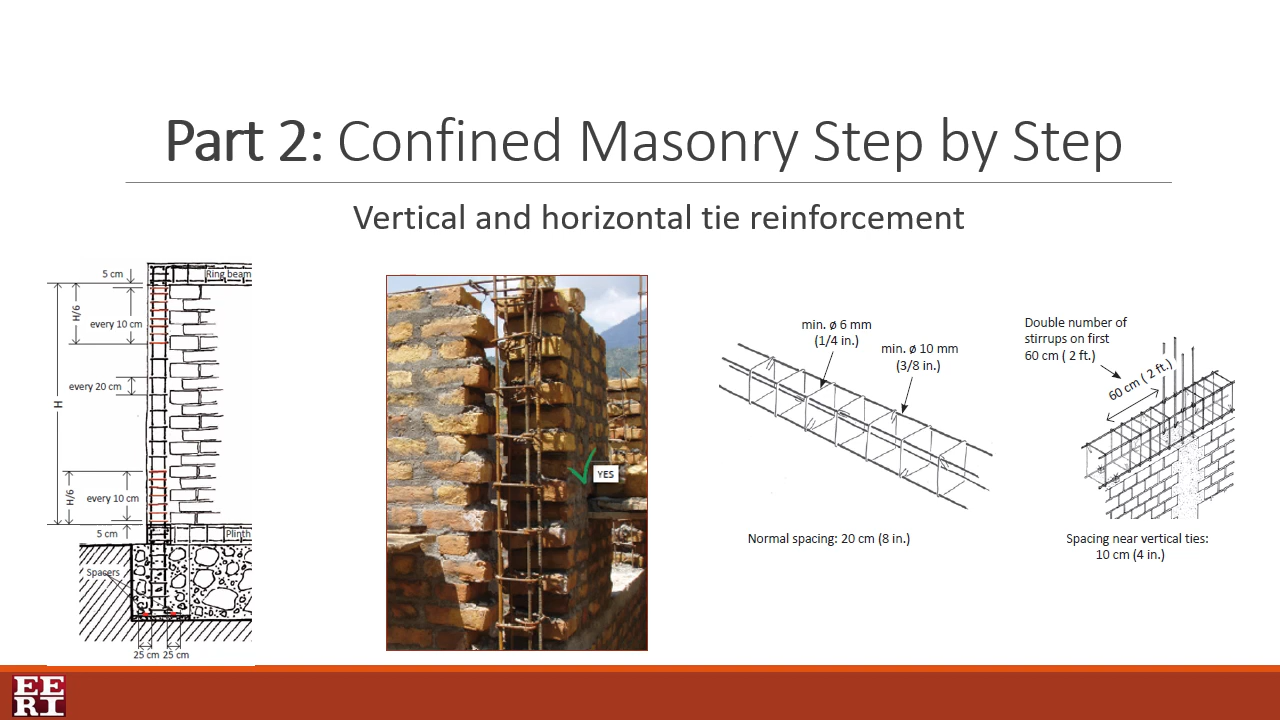 Part 2: Confined Masonry Step by Step
Vertical and horizontal tie reinforcement
5 cm
Ring beam
H/6
every 10 cm
every 20 cm
H
H/6
every 10 cm
5 cm
Plinth
Spacers
25 cm 25 cm
YES
min. ø 6 mm
(1/4 in.)
min. ø 10 mm
(3/8 in.)
Normal spacing: 20 cm (8 in.)
Double number of
stirrups on first
60 cm ( 2 ft.)
60 cm ( 2 ft.)
Spacing near vertical ties:
10 cm (4 in.)
EE
RI